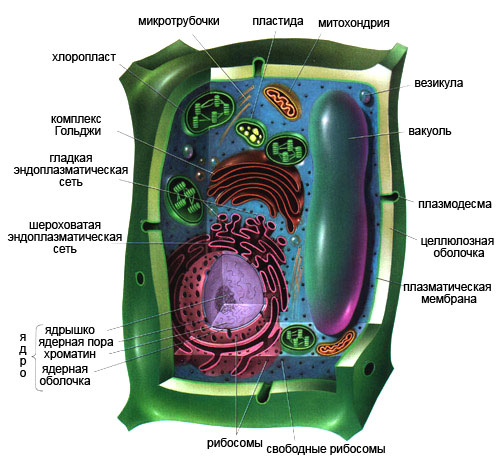 микротрубочки
пластида
митохондрия
хлоропласт
везикула
комплекс
Гольджи
вакуоль
гладкая
эндоплазматическая
сеть
плазмодесма
шероховатая
эндоплазматическая
сеть
целлюлозная
оболочка
плазматическая
мембрана
ядро
ядрышко
ядерная пора
хроматин
ядерная
оболочка
рибосомы
свободные рибосомы